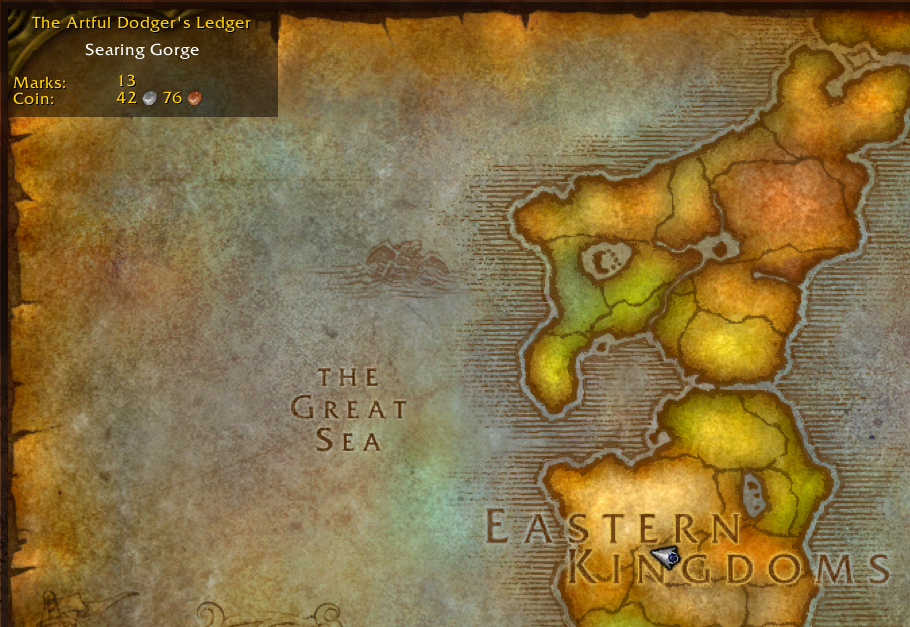 The Artful Dodger's Ledger
Searing Gorge
Marks: 13
Coin: 42 76
THE
GREAT
SEA
EASTERN
KINGDOMS